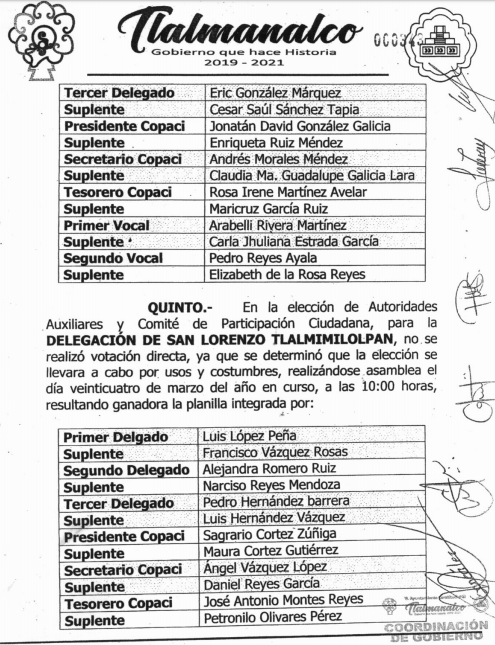 Tlalmanalco
Gobierno que hace Historia
2019 - 2021
Tercer Delegado Eric González Márquez
Suplente Cesar Saúl Sánchez Tapia
Presidente Copaci Jonatán David González Galicia
Suplente Enriqueta Ruiz Méndez
Secretario Copaci Andrés Morales Méndez
Suplente Claudia Ma. Guadalupe Galicia Lara
Tesorero Copaci Rosa Irene Martínez Avelar
Suplente Maricruz García Ruiz
Primer Vocal Arabelli Rivera Martínez
Suplente Carla Jhuliana Estrada García
Segundo Vocal Pedro Reyes Ayala
Suplente Elizabeth de la Rosa Reyes
QUINTO.- En la elección de Autoridades
Auxiliares y Comité de Participación Ciudadana, para la
DELEGACIÓN DE SAN LORENZO TLALMIMILOLPAN, no se
realizó votación directa, ya que se determinó que la elección se
llevara a cabo por usos y costumbres, realizándose asamblea el
día veinticuatro de marzo del año en curso, a las 10:00 horas,
resultando ganadora la planilla integrada por:
Primer Delgado Luis López Peña
Suplente Francisco Vázquez Rosas
Segundo Delegado Alejandra Romero Ruiz
Suplente Narciso Reyes Mendoza
Tercer Delegado Pedro Hernández barrera
Suplente Luis Hernández Vázquez
Presidente Copaci Sagrario Cortez Zúñiga
Suplente Maura Cortez Gutiérrez
Secretario Copaci Ángel Vázquez López
Suplente Daniel Reyes García
Tesorero Copaci José Antonio Montes Reyes
Suplente Petronilo Olivares Pérez
Tlalmanalco
COORDINACIÓN
DE GOBIERNO